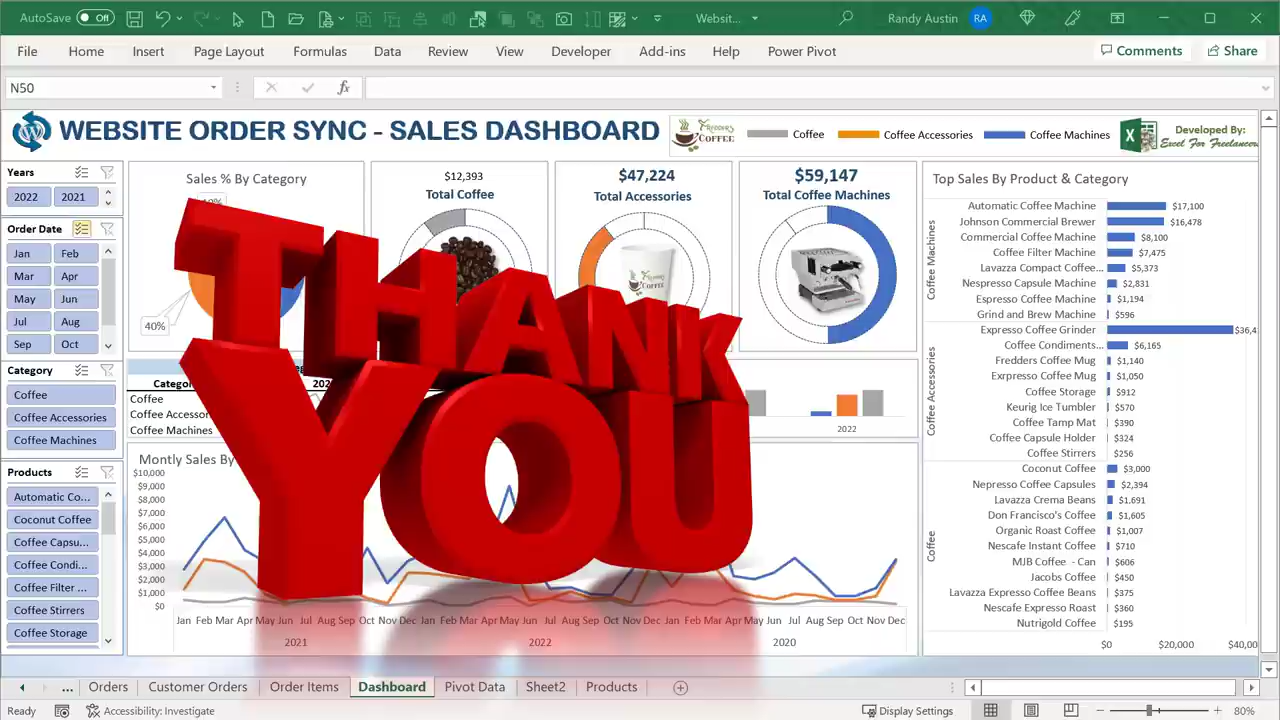 AutoSave Off Websit... Randy Austin RA
File Home Insert Page Layout Formulas Data Review View Developer Add-ins Help Power Pivot Comments Share
N50 fx
WEBSITE ORDER SYNC - SALES DASHBOARD
FREDDERS COFFEE
Coffee Coffee Accessories Coffee Machines
Developed By:
Excel For Freelancers
Years
2022 2021
Order Date
Jan Feb
Mar Apr
May Jun
Jul Aug
Sep Oct
Category
Coffee
Coffee Accessories
Coffee Machines
Products
Automatic Co...
Coconut Coffee
Coffee Capsu...
Coffee Condi...
Coffee Filter ...
Coffee Stirrers
Coffee Storage
Sales % By Category
40%
$12,393
Total Coffee
$47,224
Total Accessories
$59,147
Total Coffee Machines
THANK
YOU
Coffee
Coffee Machines
2022
Montly Sales By
$10,000
$9,000
$8,000
$7,000
$6,000
$5,000
$4,000
$3,000
$2,000
$1,000
$0
Jan Feb Mar Apr May Jun Jul Aug Sep Oct Nov Dec Jan Feb Mar Apr May Jun Jul Aug Sep Oct Nov Dec Jan Feb Mar Apr May Jun Jul Aug Sep Oct Nov Dec
2021 2022 2020
Top Sales By Product & Category
Coffee Machines
Automatic Coffee Machine $17,100
Johnson Commercial Brewer $16,478
Commercial Coffee Machine $8,100
Coffee Filter Machine $7,475
Lavazza Compact Coffee... $5,373
Nespresso Capsule Machine $2,831
Espresso Coffee Machine $1,194
Grind and Brew Machine $596
Coffee Accessories
Expresso Coffee Grinder $36,4
Coffee Condiments... $6,165
Fredders Coffee Mug $1,140
Exrpresso Coffee Mug $1,050
Coffee Storage $912
Keurig Ice Tumbler $570
Coffee Tamp Mat $390
Coffee Capsule Holder $324
Coffee Stirrers $256
Coffee
Coconut Coffee $3,000
Nepresso Coffee Capsules $2,394
Lavazza Crema Beans $1,691
Don Francisco's Coffee $1,605
Organic Roast Coffee $1,007
Nescafe Instant Coffee $710
MJB Coffee - Can $606
Jacobs Coffee $450
Lavazza Expresso Coffee Beans $375
Nescafe Expresso Roast $360
Nutrigold Coffee $195
$0 $20,000 $40,00
... Orders Customer Orders Order Items Dashboard Pivot Data Sheet2 Products
Ready Accessibility: Investigate Display Settings 80%